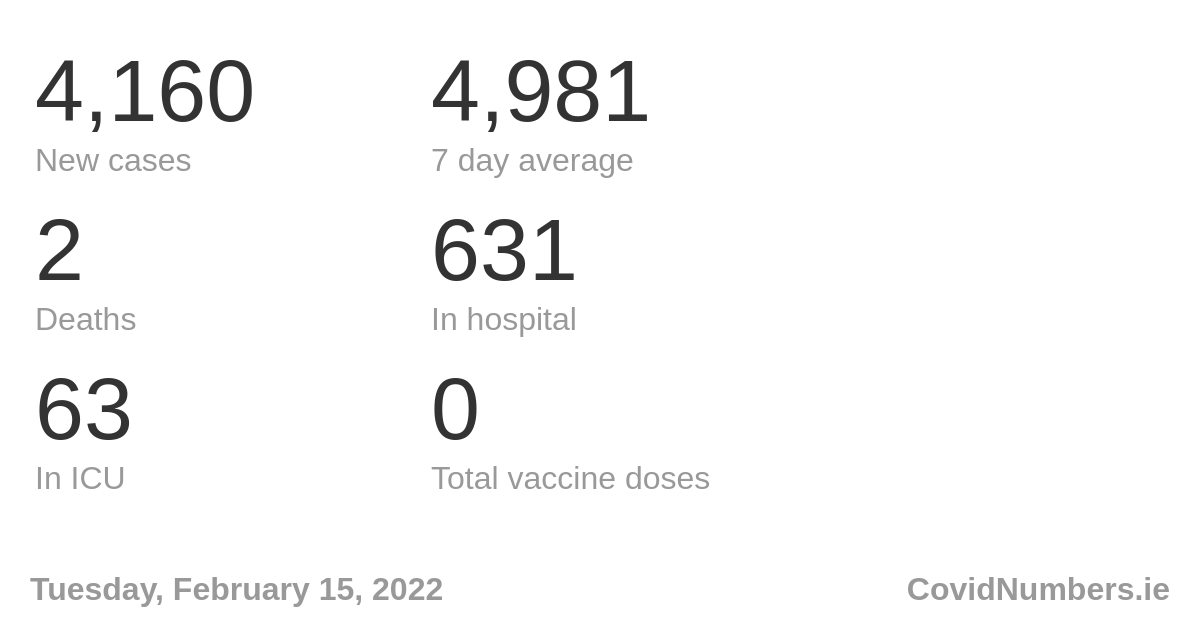 4,160 4,981
New cases 7 day average
2 631
Deaths In hospital
63 0
In ICU Total vaccine doses
Tuesday, February 15, 2022 CovidNumbers.ie